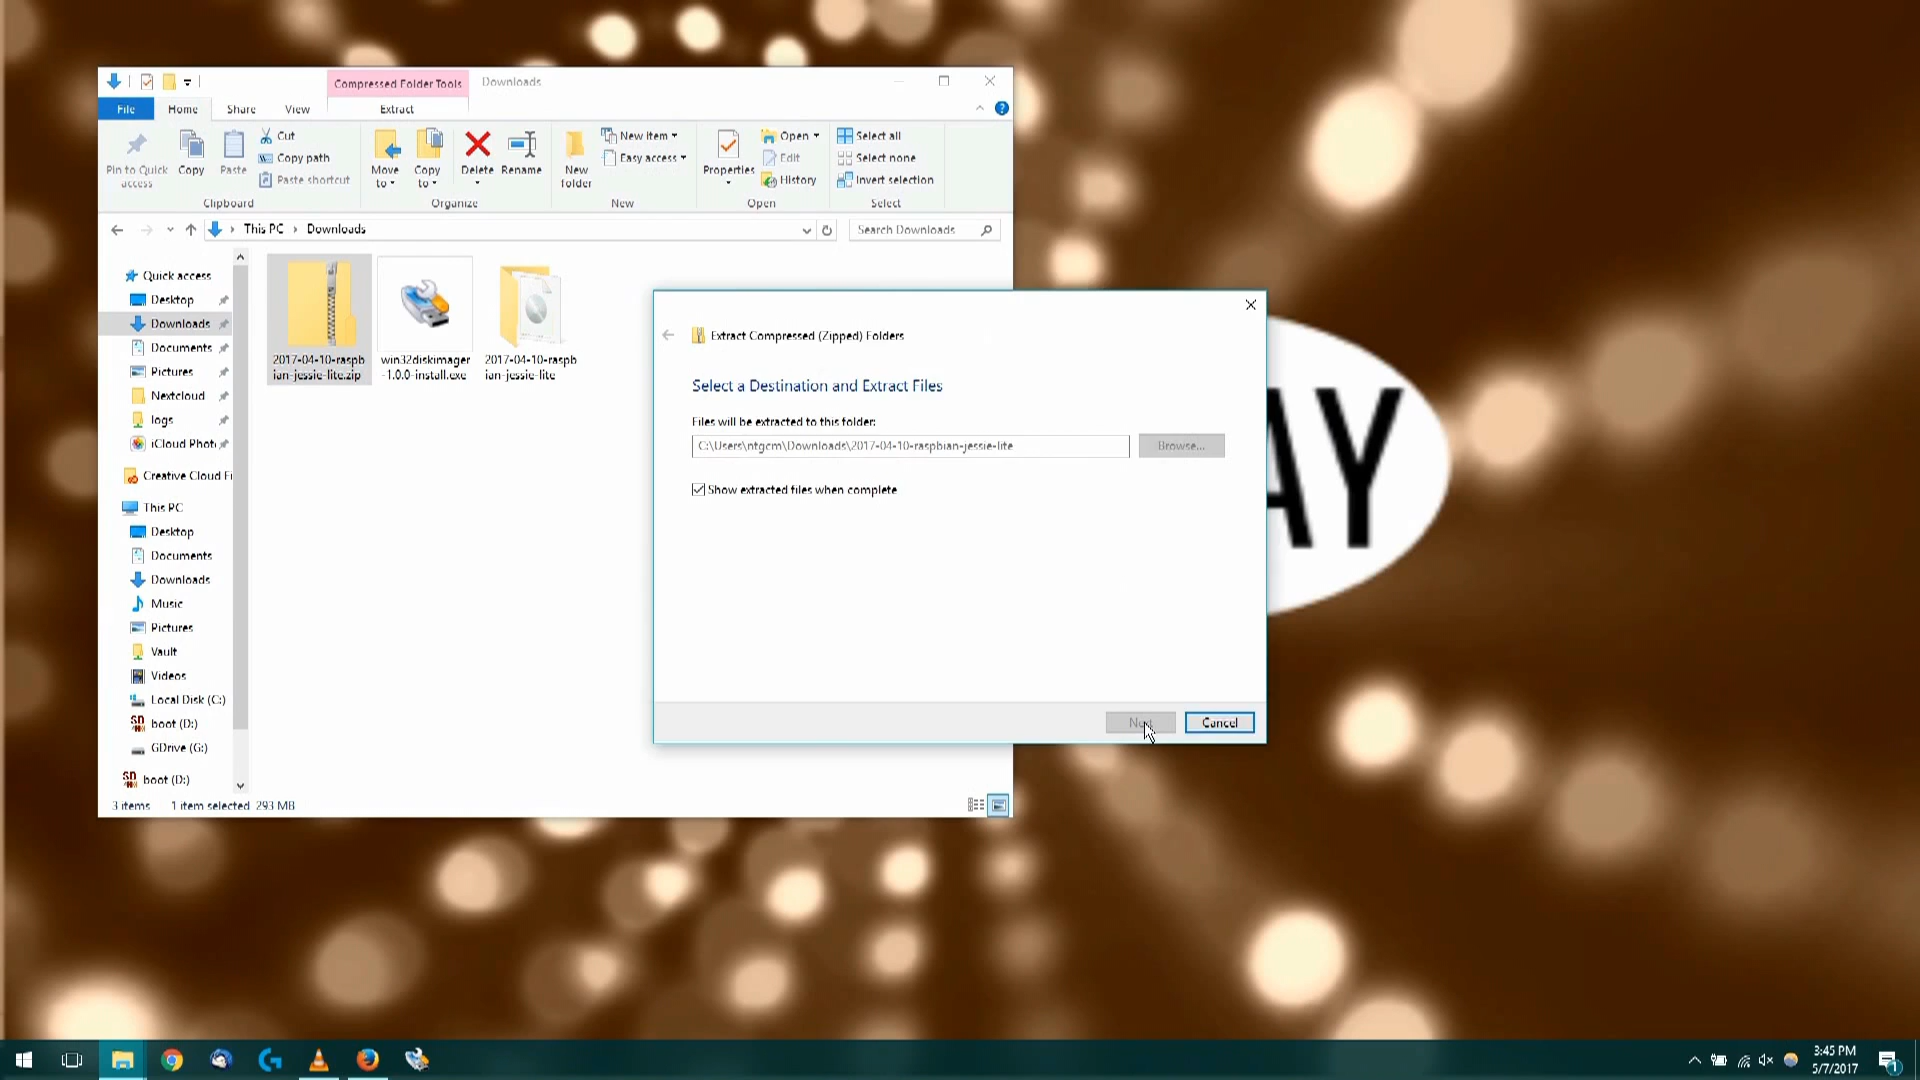 Compressed Folder Tools
Downloads
File
Home
Share
View
Extract
Pin to Quick access
Copy
Paste
Cut
Copy path
Paste shortcut
Move to
Copy to
Delete
Rename
New folder
New item
Easy access
Properties
Open
Edit
History
Select all
Select none
Invert selection
Clipboard
Organize
New
Open
Select
This PC
Downloads
Search Downloads
Quick access
Desktop
Downloads
Documents
Pictures
Nextcloud
logs
iCloud Phot
Creative Cloud Fi
This PC
Desktop
Documents
Downloads
Music
Pictures
Vault
Videos
Local Disk (C:)
boot (D:)
GDrive (G:)
boot (D:)
2017-04-10-raspb
ian-jessie-lite.zip
win32diskimager
-1.0.0-install.exe
2017-04-10-raspb
ian-jessie-lite
3 items
1 item selected 293 MB
Extract Compressed (Zipped) Folders
Select a Destination and Extract Files
Files will be extracted to this folder:
C:\Users\ntgcm\Downloads\2017-04-10-raspbian-jessie-lite
Browse...
Show extracted files when complete
Next
Cancel
AY
3:45 PM
5/7/2017
1